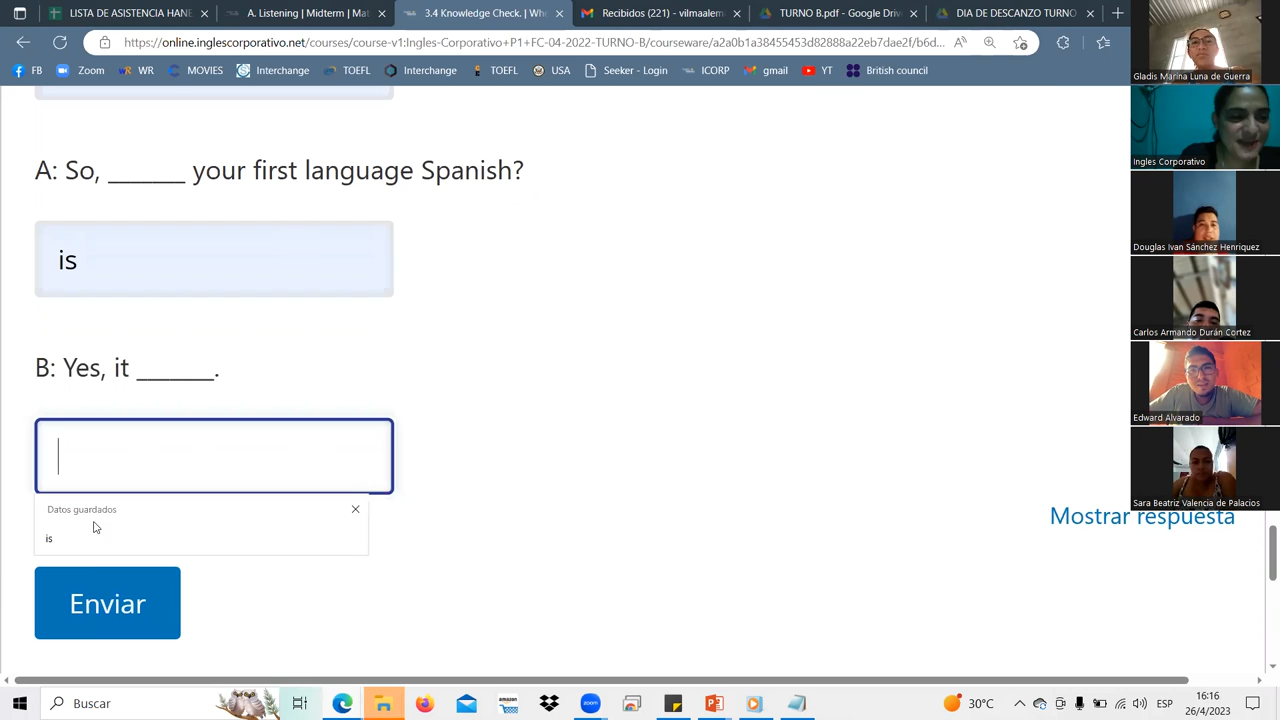 LISTA DE ASISTENCIA HANE
A. Listening | Midterm | Mat
3.4 Knowledge Check. | Wh
Recibidos (221) - vilmaalem
TURNO B.pdf - Google Driv
DIA DE DESCANZO TURNO
https://online.inglescorporativo.net/courses/course-v1:Ingles-Corporativo+P1+FC-04-2022-TURNO-B/courseware/a2a0b1a38455453d82888a22eb7dae2f/b6d...
FB Zoom WR MOVIES Interchange TOEFL Interchange TOEFL USA Seeker - Login ICORP gmail YT British council
Gladis Marina Luna de Guerra
Ingles Corporativo
Douglas Ivan Sánchez Henriquez
Carlos Armando Durán Cortez
Edward Alvarado
Sara Beatriz Valencia de Palacios
A: So, ______ your first language Spanish?
is
B: Yes, it ______.
Datos guardados
is
Mostrar respuesta
Enviar
Buscar
30°C
ESP
16:16
26/4/2023